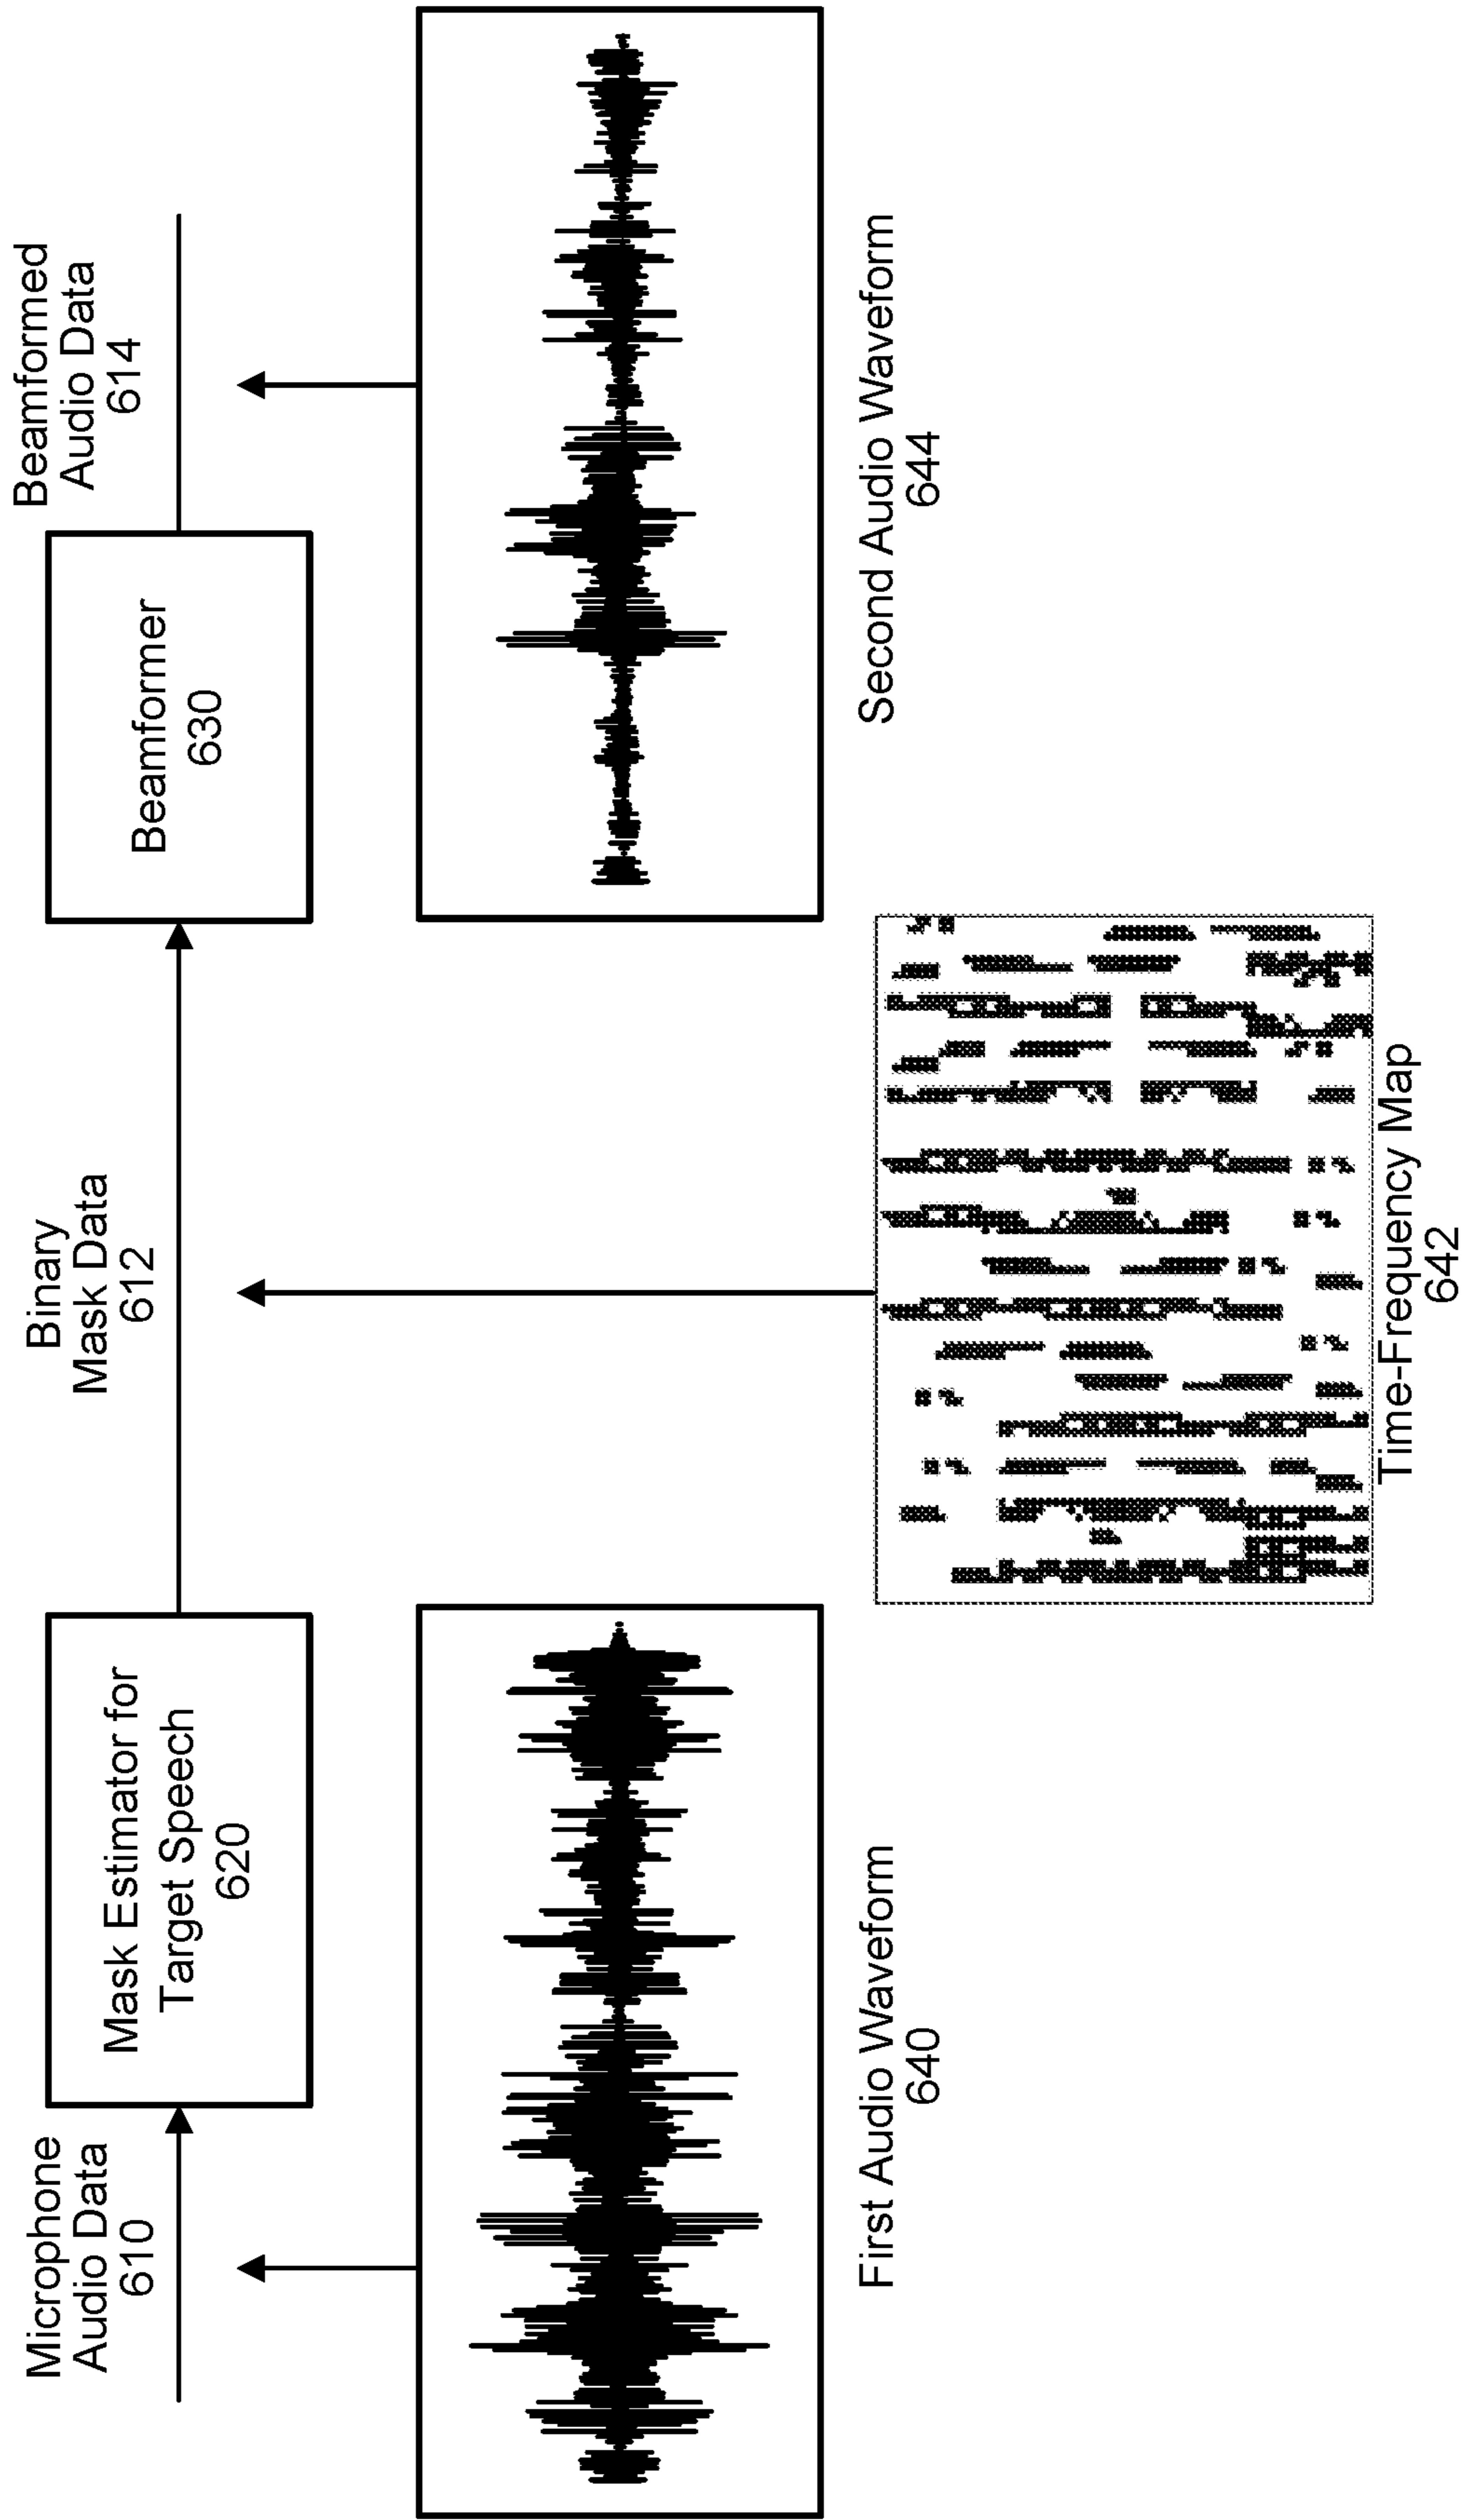 Microphone
Audio Data
610
Mask Estimator for
Target Speech
620
Binary
Mask Data
612
Beamformer
630
Beamformed
Audio Data
614
First Audio Waveform
640
Time-Frequency Map
642
Second Audio Waveform
644